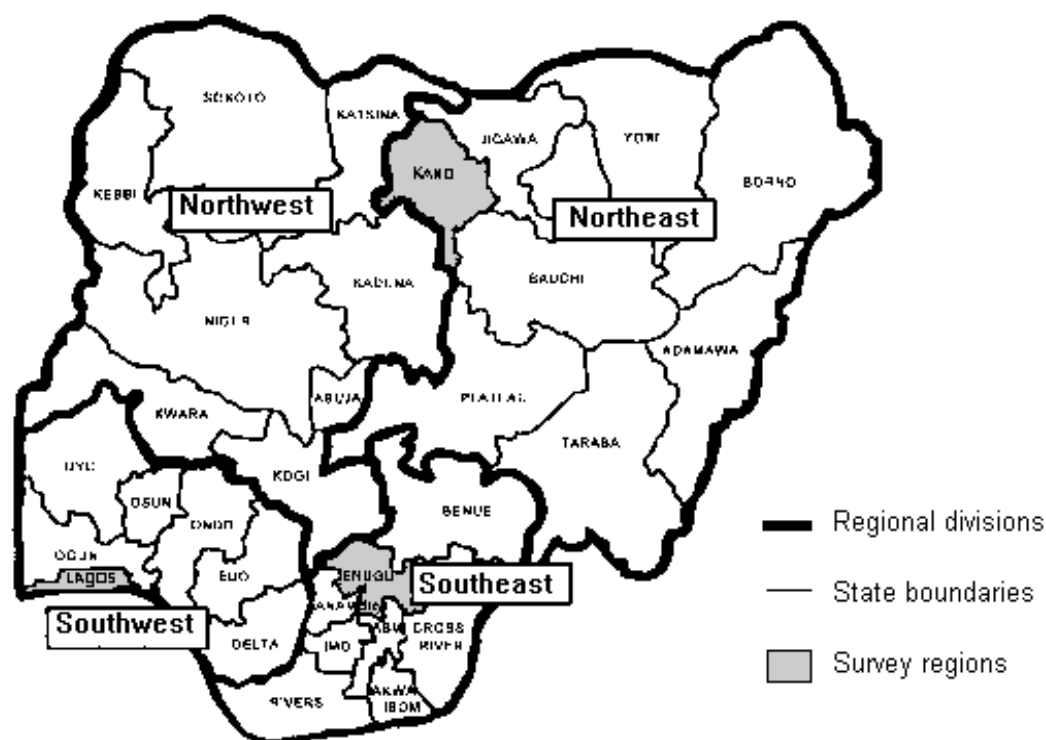 SOKOTO
KATSINA
JIGAWA
YOBE
KANO
BORNO
KEBBI
Northwest
Northeast
BAUCHI
KADUNA
NIGER
ADAMAWA
ABUJA
PLATEAU
KWARA
TARABA
OYO
KOGI
OSUN
BENUE
ONDO
Regional divisions
OGUN
LAGOS
EDO
ENUGU
Southeast
State boundaries
Southwest
DELTA
IMO
CROSS
RIVER
Survey regions
RIVERS
AKWA
IBOM